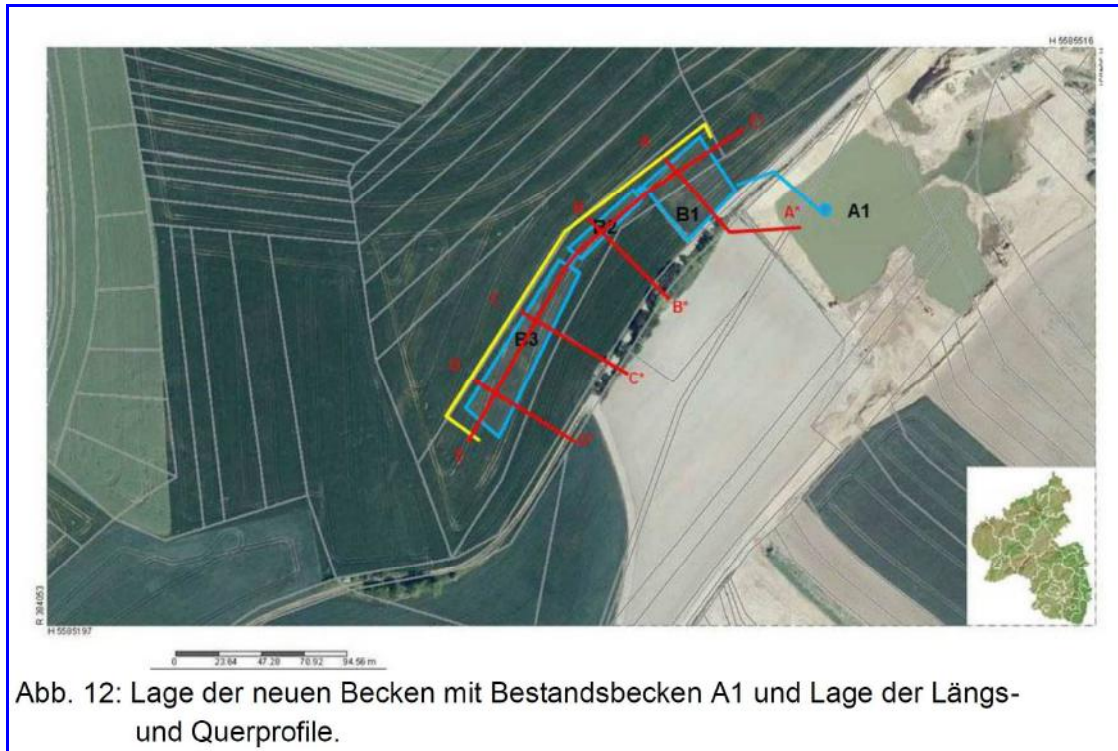 H 5585516
A*
A1
B1
B2
B*
B3
C*
R 384053
H 5585197
0 23.64 47.28 70.92 94.56 m
Abb. 12: Lage der neuen Becken mit Bestandsbecken A1 und Lage der Längs-
und Querprofile.